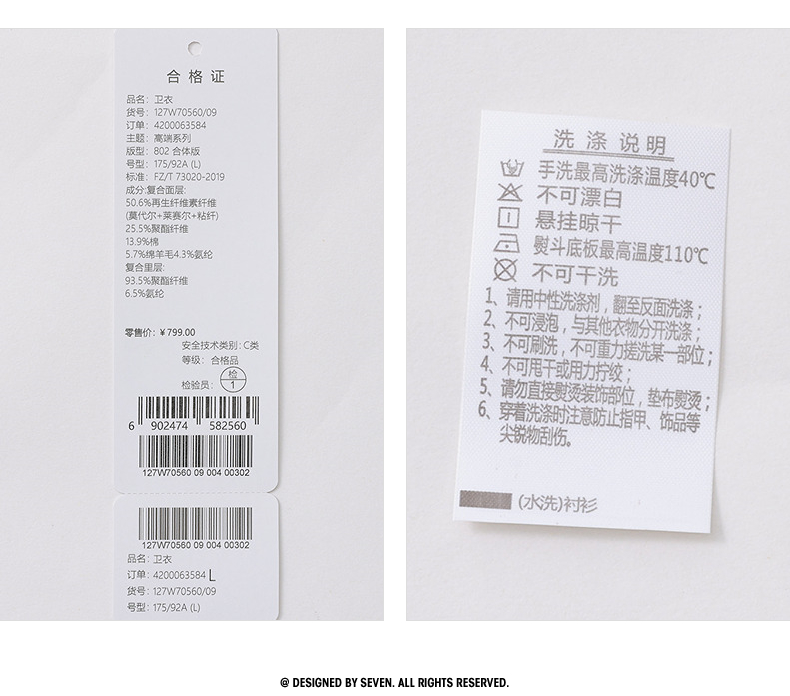 合格证
品名：卫衣
货号：127W70560/09
订单：4200063584
主题：高端系列
版型：802 合体版
号型：175/92A (L)
标准：FZ/T 73020-2019
成分:复合面层:
50.6%再生纤维素纤维
(莫代尔+莱赛尔+粘纤)
25.5%聚酯纤维
13.9%棉
5.7%绵羊毛4.3%氨纶
复合里层:
93.5%聚酯纤维
6.5%氨纶
零售价：￥799.00
安全技术类别：C类
等级：合格品
检验员：检1
6 902474 582560
127W70560 09 004 00302
127W70560 09 004 00302
品名：卫衣
订单：4200063584 L
货号：127W70560/09
号型：175/92A (L)
洗涤说明
手洗最高洗涤温度40℃
不可漂白
悬挂晾干
熨斗底板最高温度110℃
不可干洗
1、请用中性洗涤剂，翻至反面洗涤；
2、不可浸泡，与其他衣物分开洗涤；
3、不可刷洗，不可重力搓洗某一部位；
4、不可甩干或用力拧绞；
5、请勿直接熨烫装饰部位，垫布熨烫；
6、穿着洗涤时注意防止指甲、饰品等
尖锐物刮伤。
(水洗)衬衫
@ DESIGNED BY SEVEN. ALL RIGHTS RESERVED.